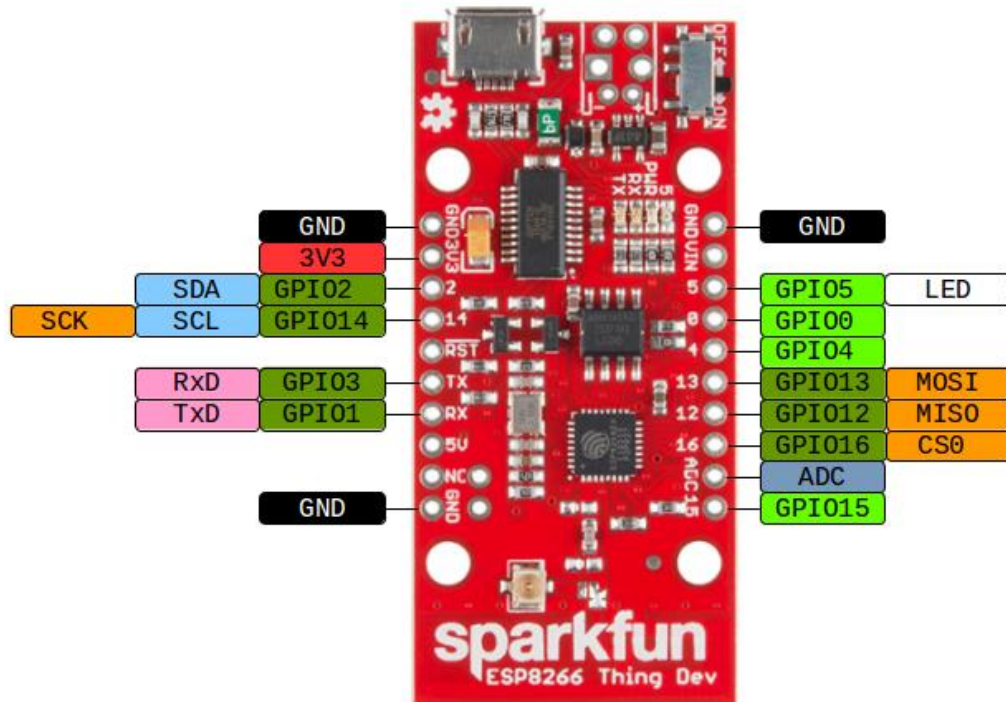 OFF
ON
- +
PWR
RX
TX
5
GND GND GND VIN GND
3V3 3V3
SDA GPIO2 2 5 GPIO5 LED
SCK SCL GPIO14 14 0 GPIO0
RST 4 GPIO4
RxD GPIO3 TX 13 GPIO13 MOSI
TxD GPIO1 RX 12 GPIO12 MISO
5V 16 GPIO16 CS0
NC ADC ADC
GND GND 15 GPIO15
sparkfun
ESP8266 Thing Dev